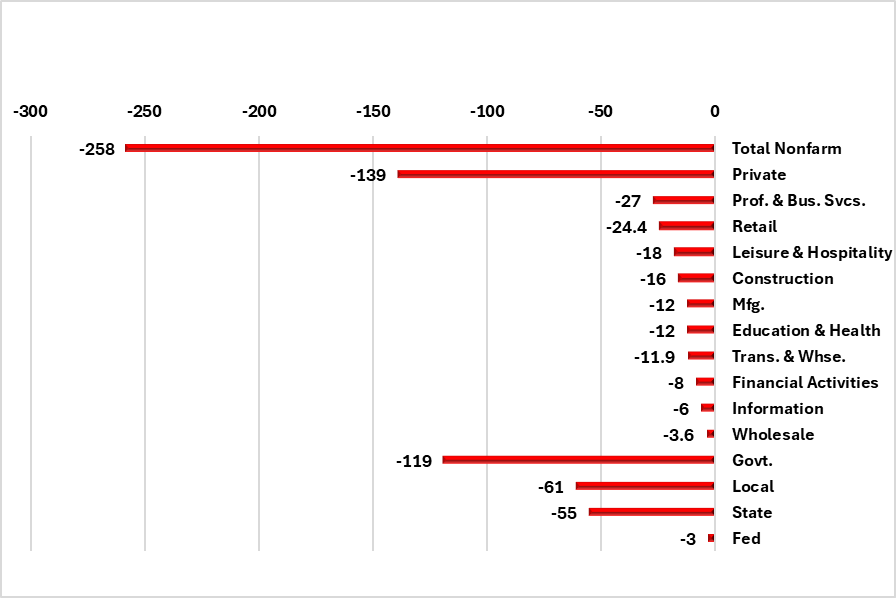 -300 -250 -200 -150 -100 -50 0
-258 Total Nonfarm
-139 Private
-27 Prof. & Bus. Svcs.
-24.4 Retail
-18 Leisure & Hospitality
-16 Construction
-12 Mfg.
-12 Education & Health
-11.9 Trans. & Whse.
-8 Financial Activities
-6 Information
-3.6 Wholesale
-119 Govt.
-61 Local
-55 State
-3 Fed